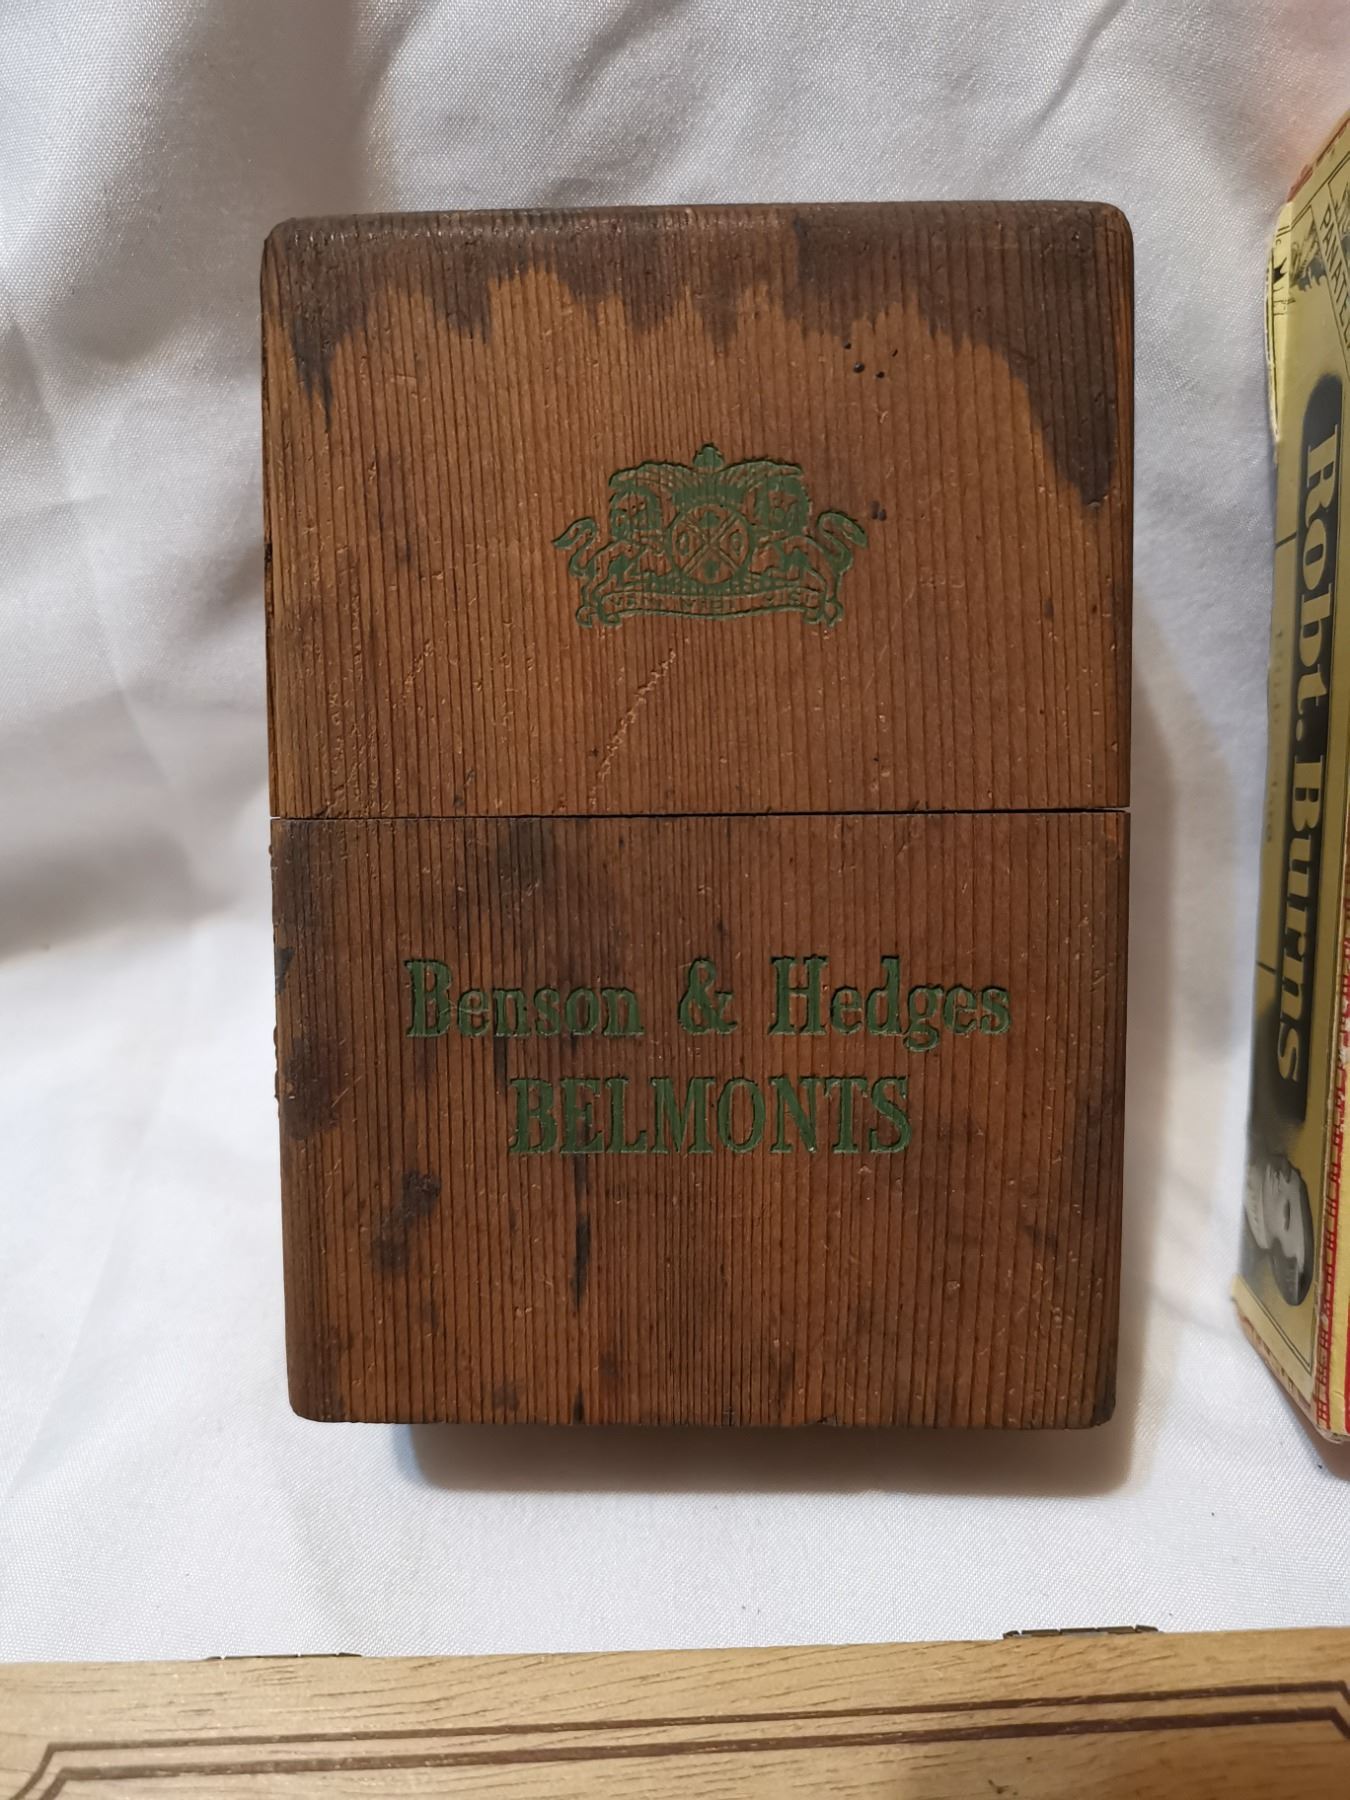 Benson & Hedges
BELMONTS
Robt. Burns